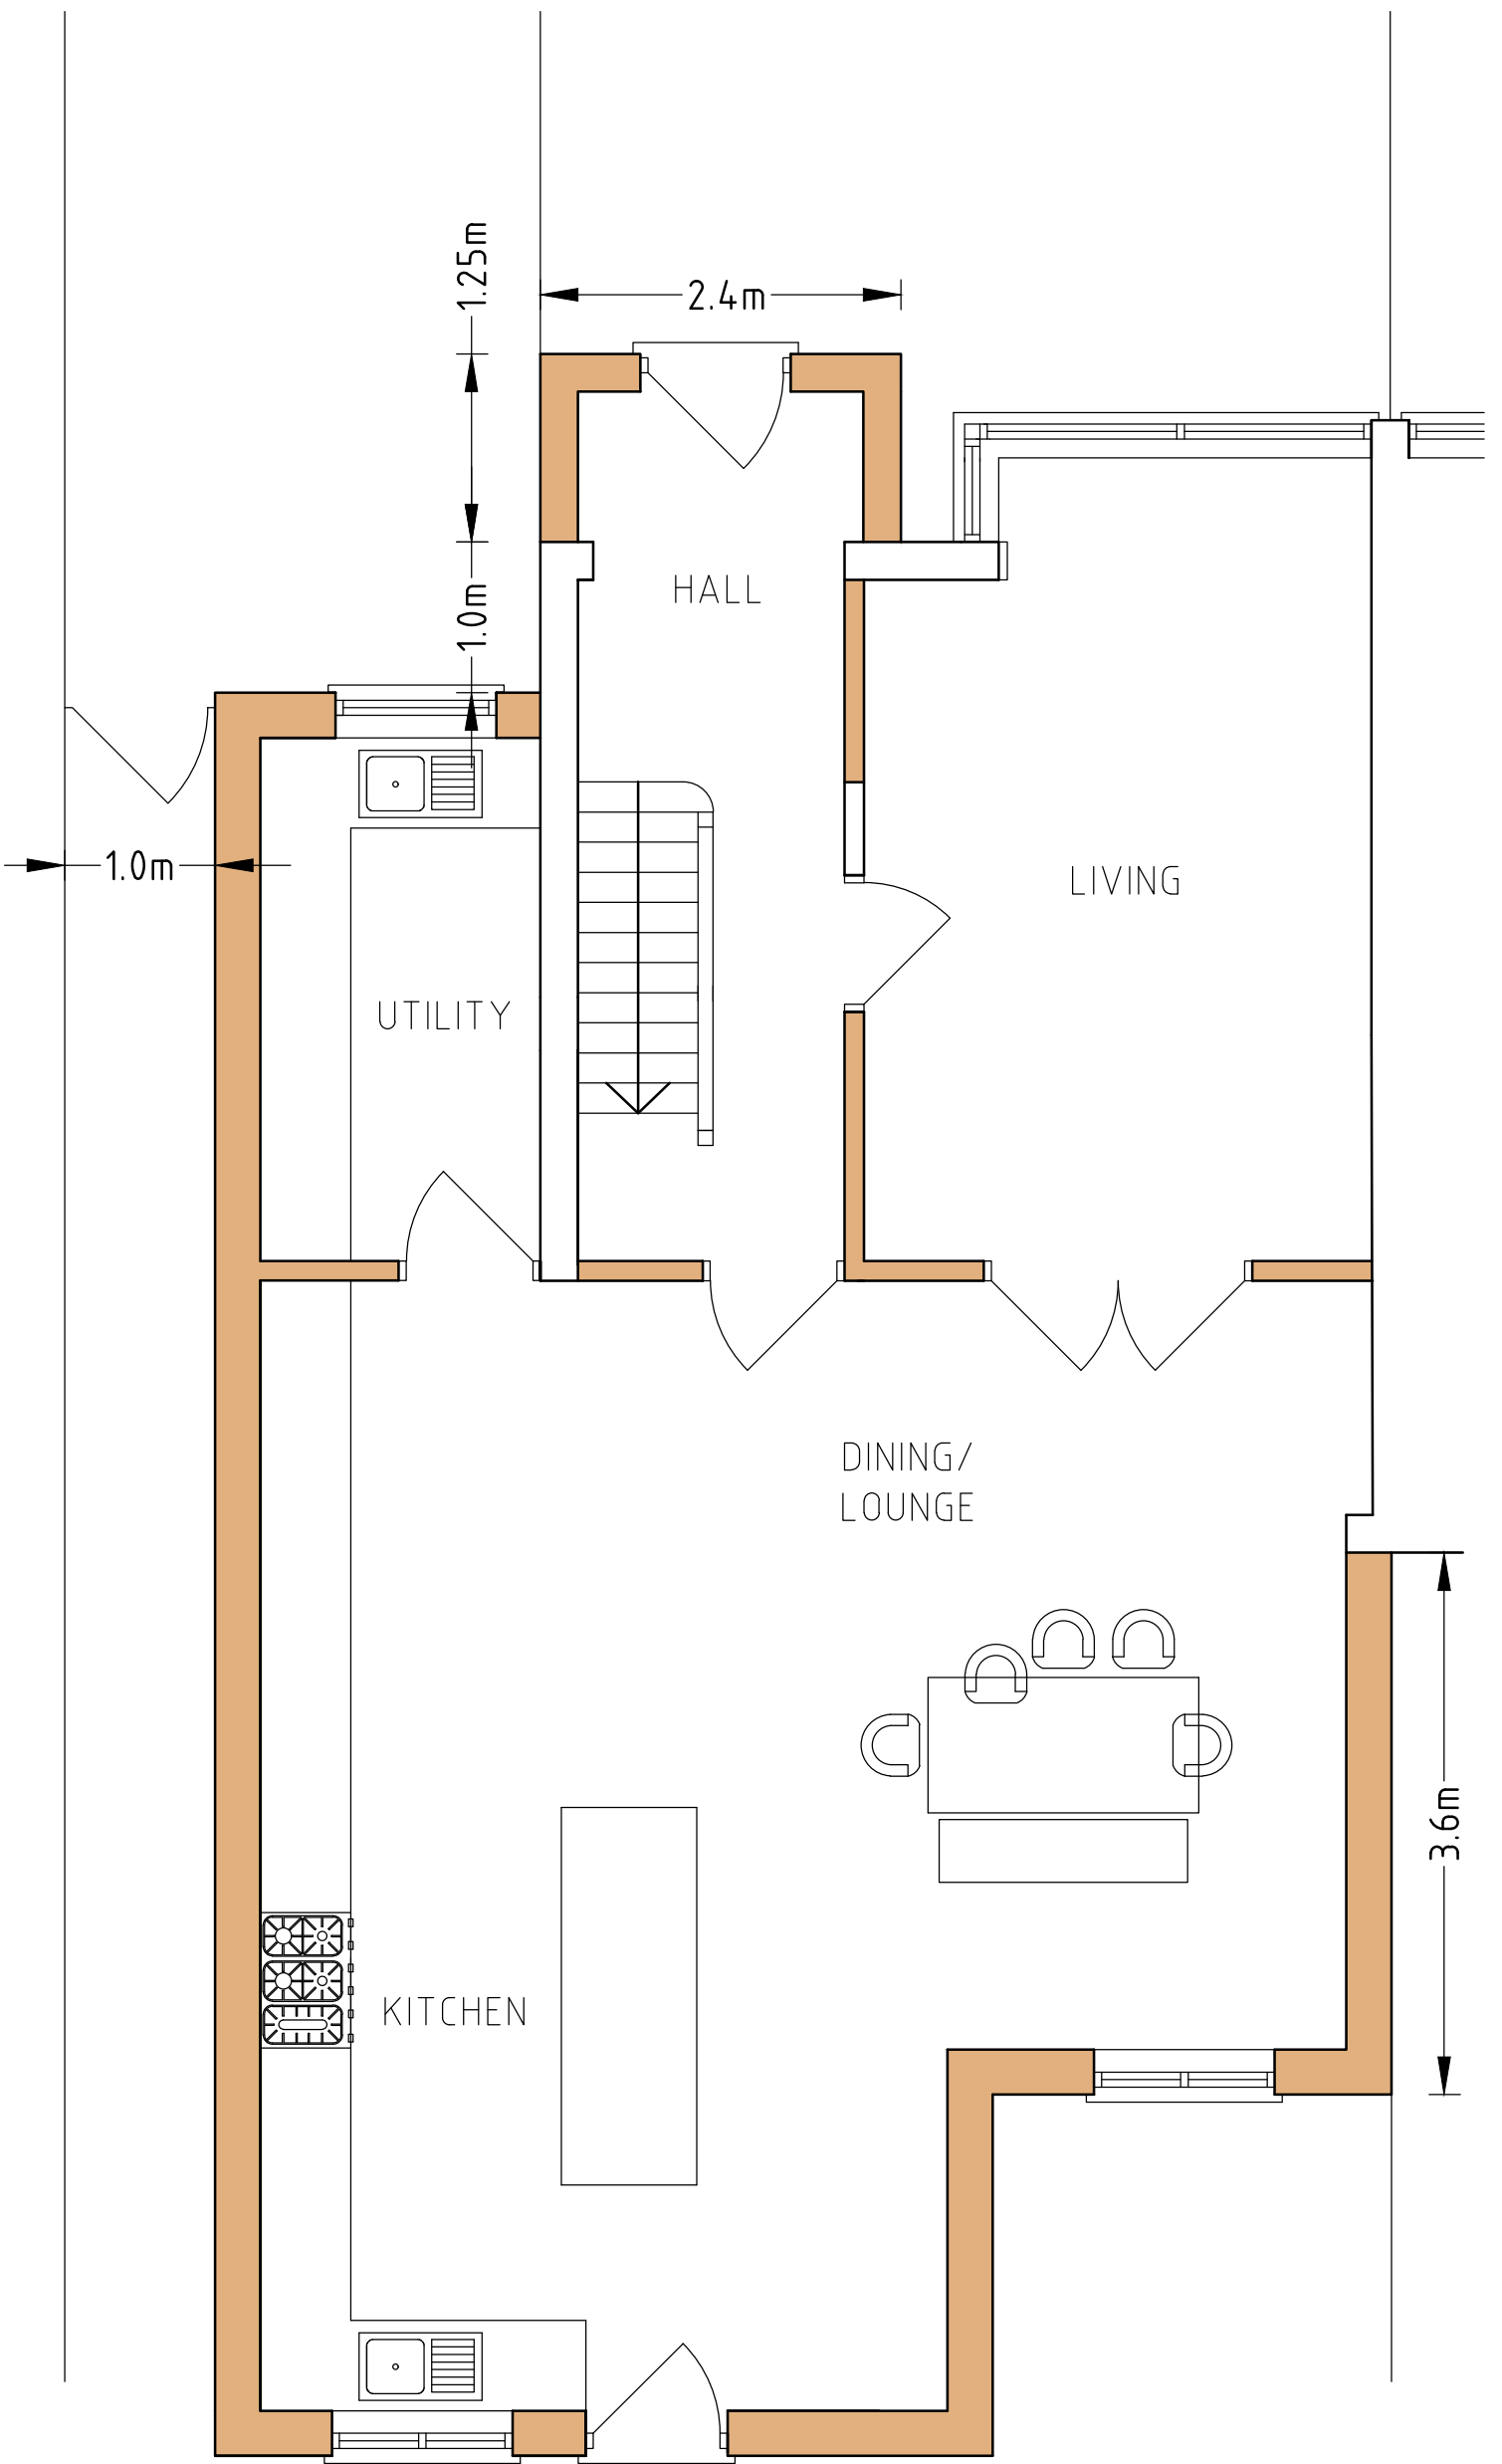 1.25m
2.4m
HALL
1.0m
1.0m
LIVING
UTILITY
DINING/
LOUNGE
3.6m
KITCHEN